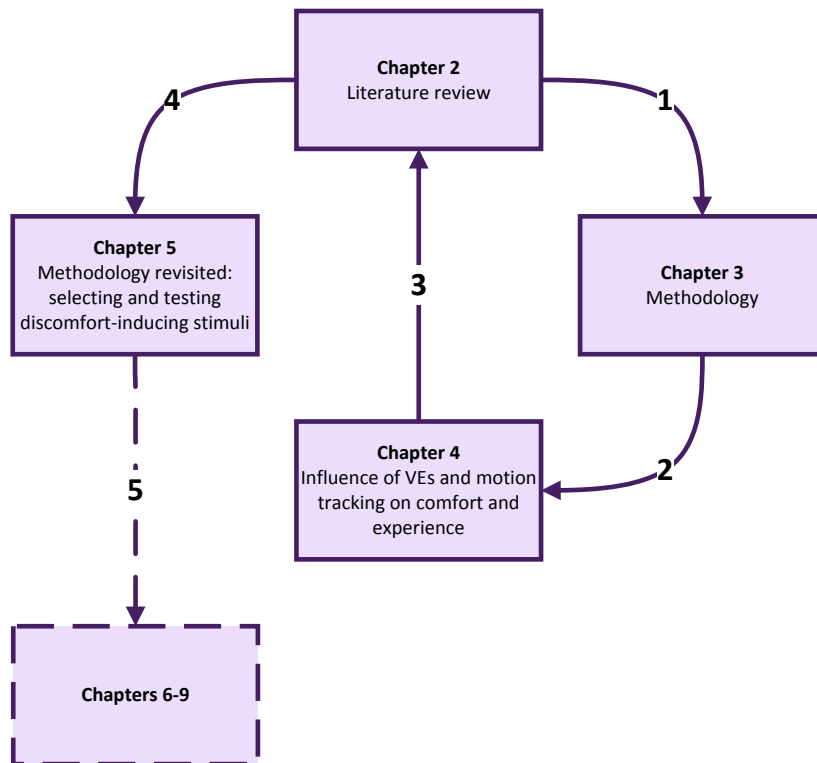 Chapter 2
Literature review
4
1
Chapter 5
Methodology revisited:
selecting and testing
discomfort-inducing stimuli
3
Chapter 3
Methodology
Chapter 4
Influence of VEs and motion
tracking on comfort and
experience
2
5
Chapters 6-9